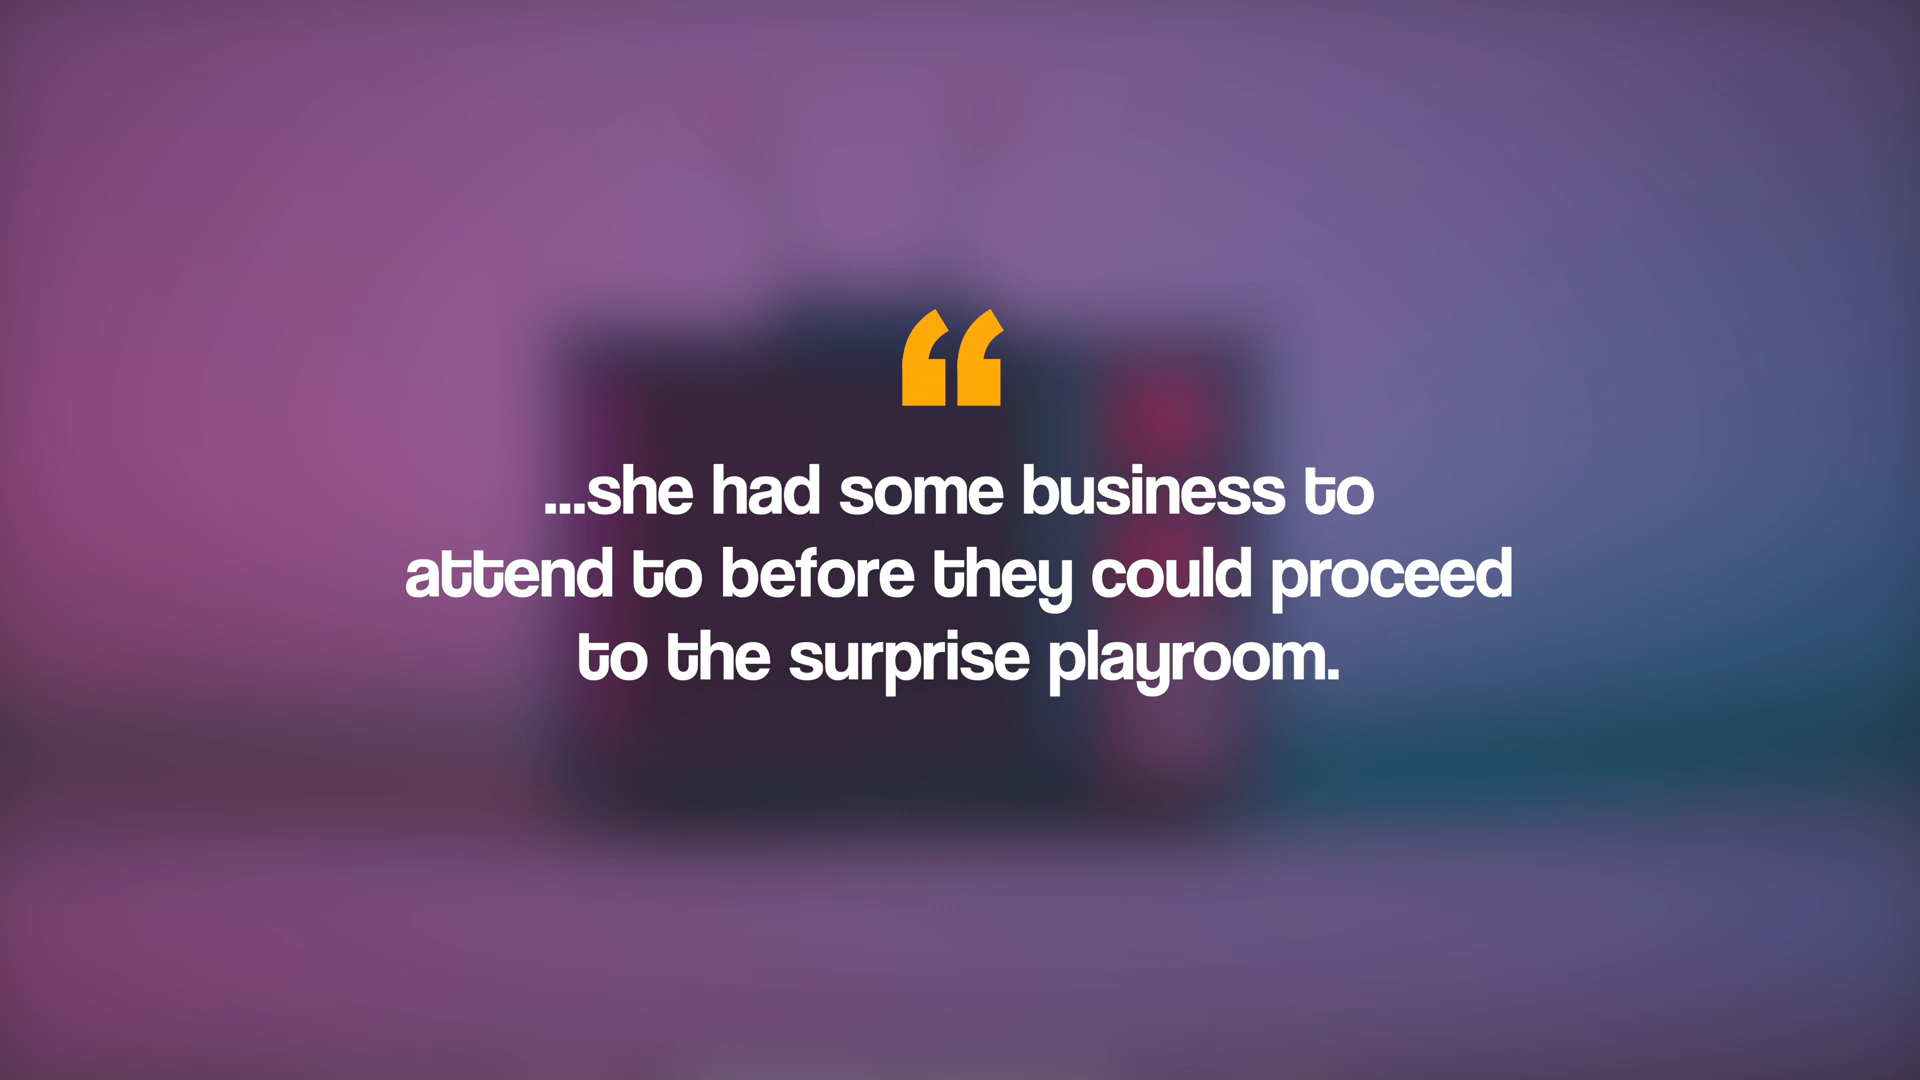 “
...she had some business to
attend to before they could proceed
to the surprise playroom.